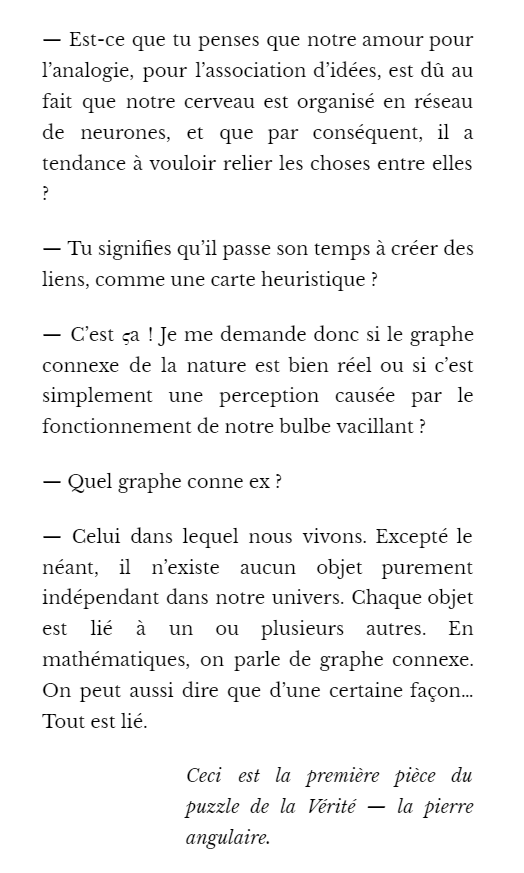 — Est-ce que tu penses que notre amour pour
l’analogie, pour l’association d’idées, est dû au
fait que notre cerveau est organisé en réseau
de neurones, et que par conséquent, il a
tendance à vouloir relier les choses entre elles
?
— Tu signifies qu’il passe son temps à créer des
liens, comme une carte heuristique ?
— C’est ça ! Je me demande donc si le graphe
connexe de la nature est bien réel ou si c’est
simplement une perception causée par le
fonctionnement de notre bulbe vacillant ?
— Quel graphe conne ex ?
— Celui dans lequel nous vivons. Excepté le
néant, il n’existe aucun objet purement
indépendant dans notre univers. Chaque objet
est lié à un ou plusieurs autres. En
mathématiques, on parle de graphe connexe.
On peut aussi dire que d’une certaine façon…
Tout est lié.
Ceci est la première pièce du
puzzle de la Vérité — la pierre
angulaire.